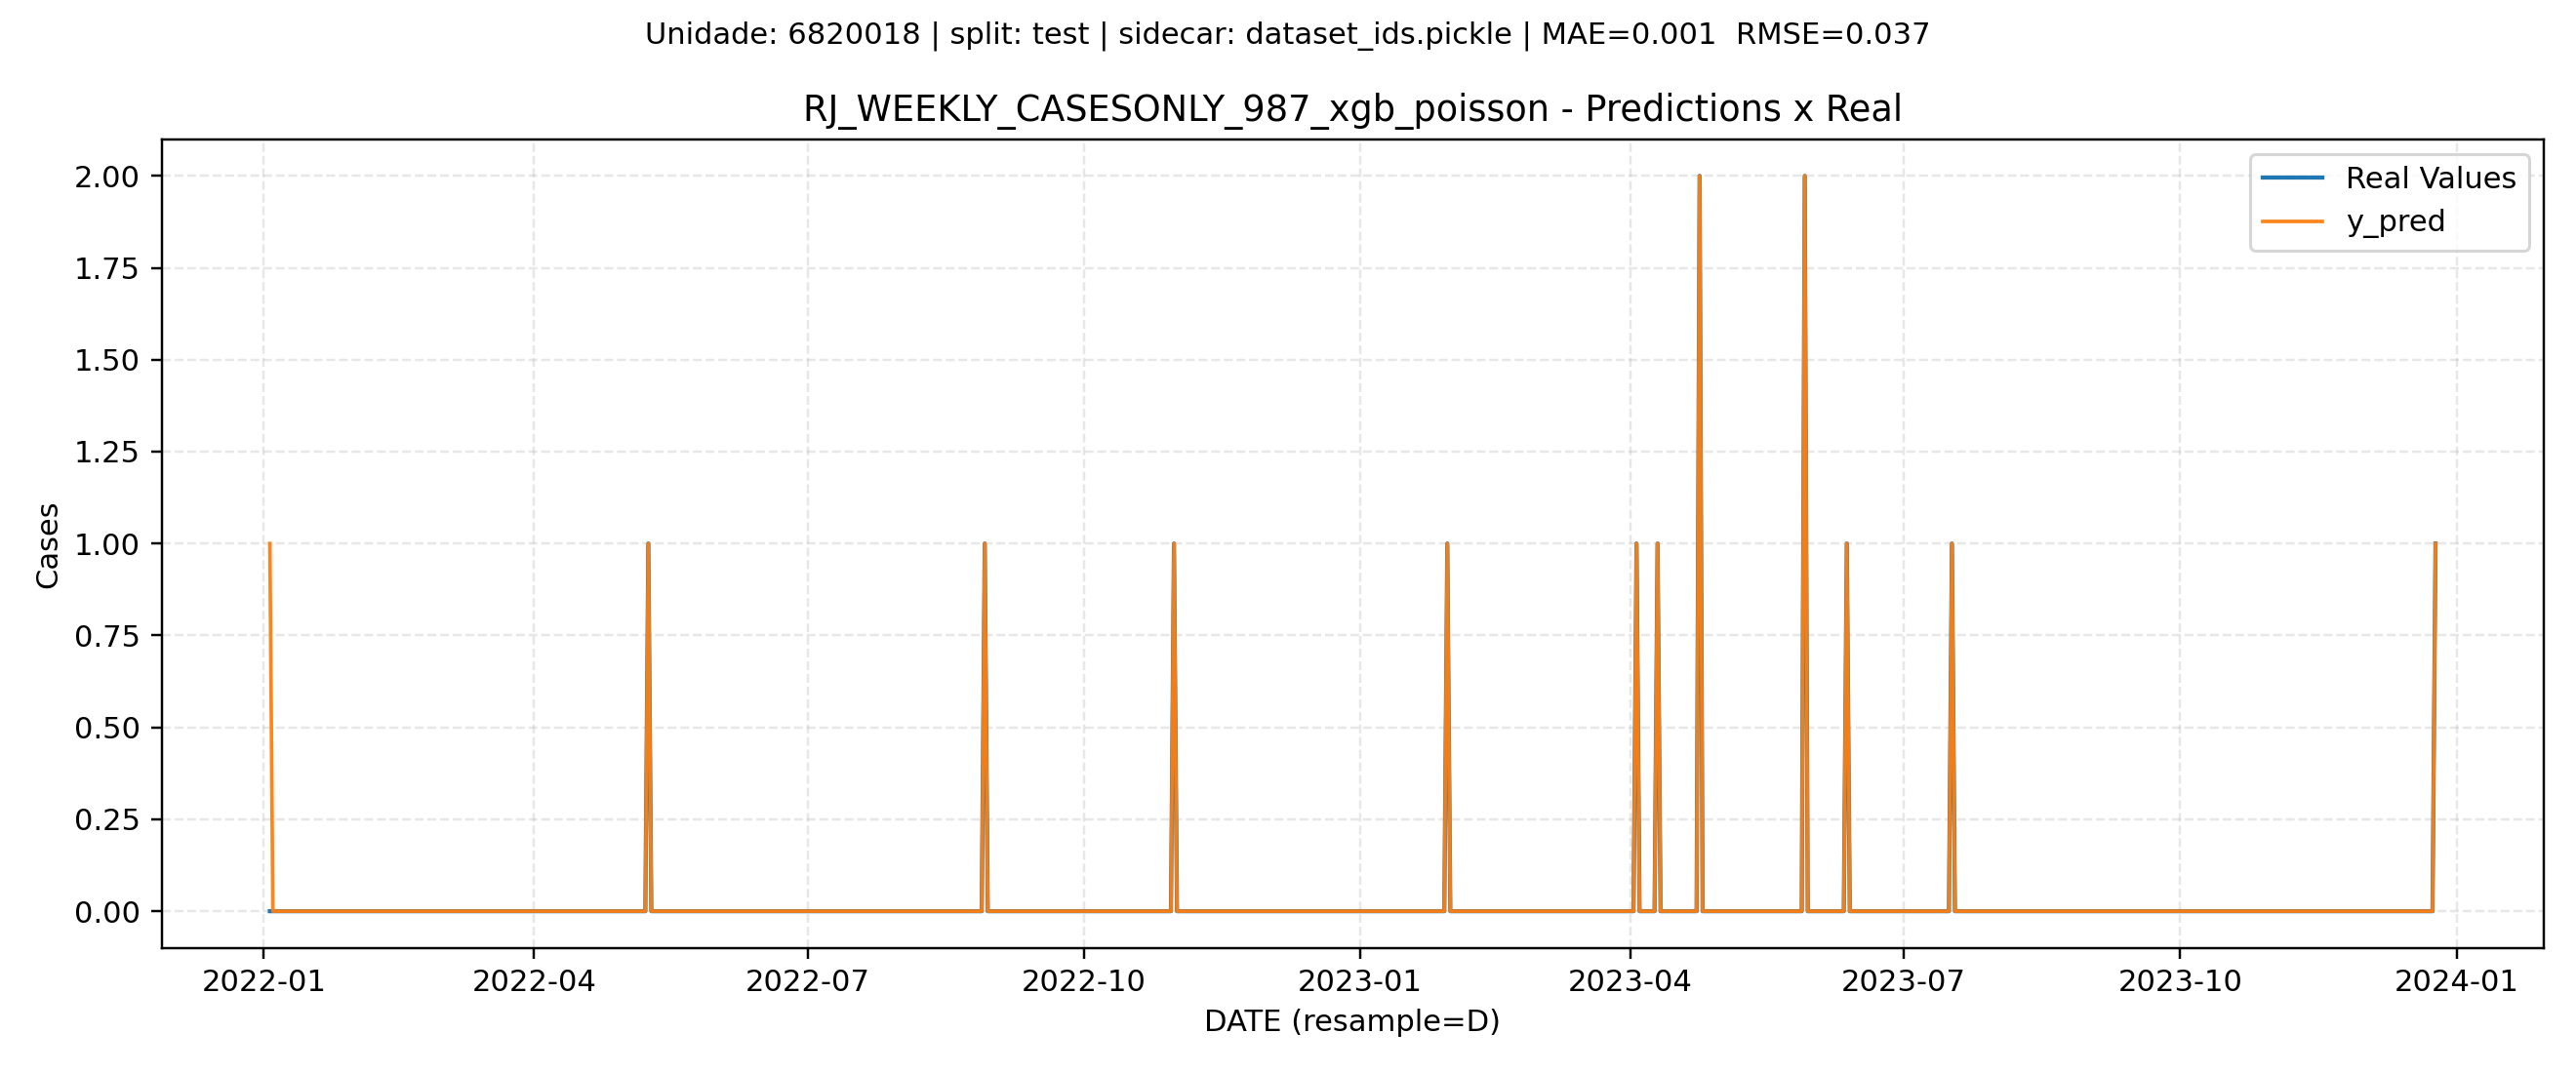 Unidade: 6820018 | split: test | sidecar: dataset_ids.pickle | MAE=0.001  RMSE=0.037
RJ_WEEKLY_CASESONLY_987_xgb_poisson - Predictions x Real
Real Values
y_pred
Cases
2.00
1.75
1.50
1.25
1.00
0.75
0.50
0.25
0.00
2022-01 2022-04 2022-07 2022-10 2023-01 2023-04 2023-07 2023-10 2024-01
DATE (resample=D)